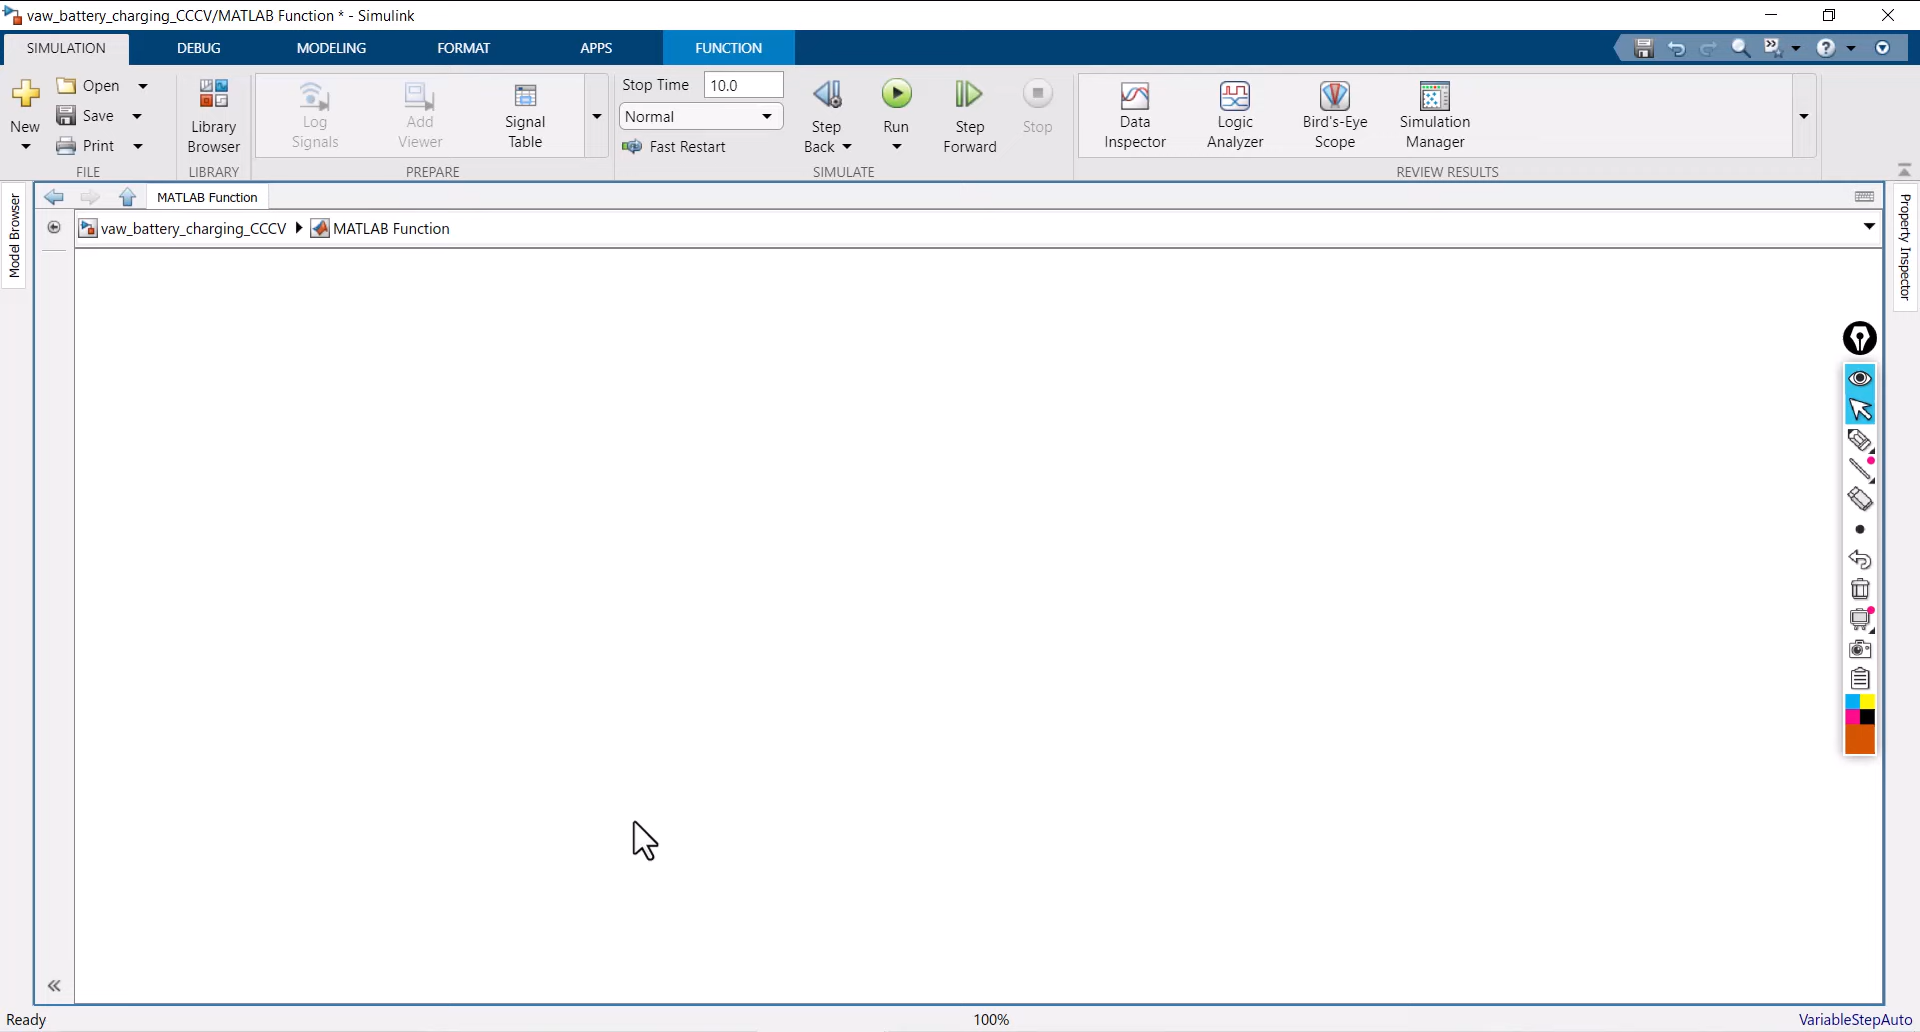 vaw_battery_charging_CCCV/MATLAB Function * - Simulink
SIMULATION DEBUG MODELING FORMAT APPS FUNCTION
New
Open
Save
Print
FILE
Library
Browser
LIBRARY
Log
Signals
Add
Viewer
Signal
Table
PREPARE
Stop Time 10.0
Normal
Fast Restart
Step
Back
Run
Step
Forward
Stop
SIMULATE
Data
Inspector
Logic
Analyzer
Bird's-Eye
Scope
Simulation
Manager
REVIEW RESULTS
Model Browser
MATLAB Function
vaw_battery_charging_CCCV MATLAB Function
Property Inspector
Ready 100% VariableStepAuto